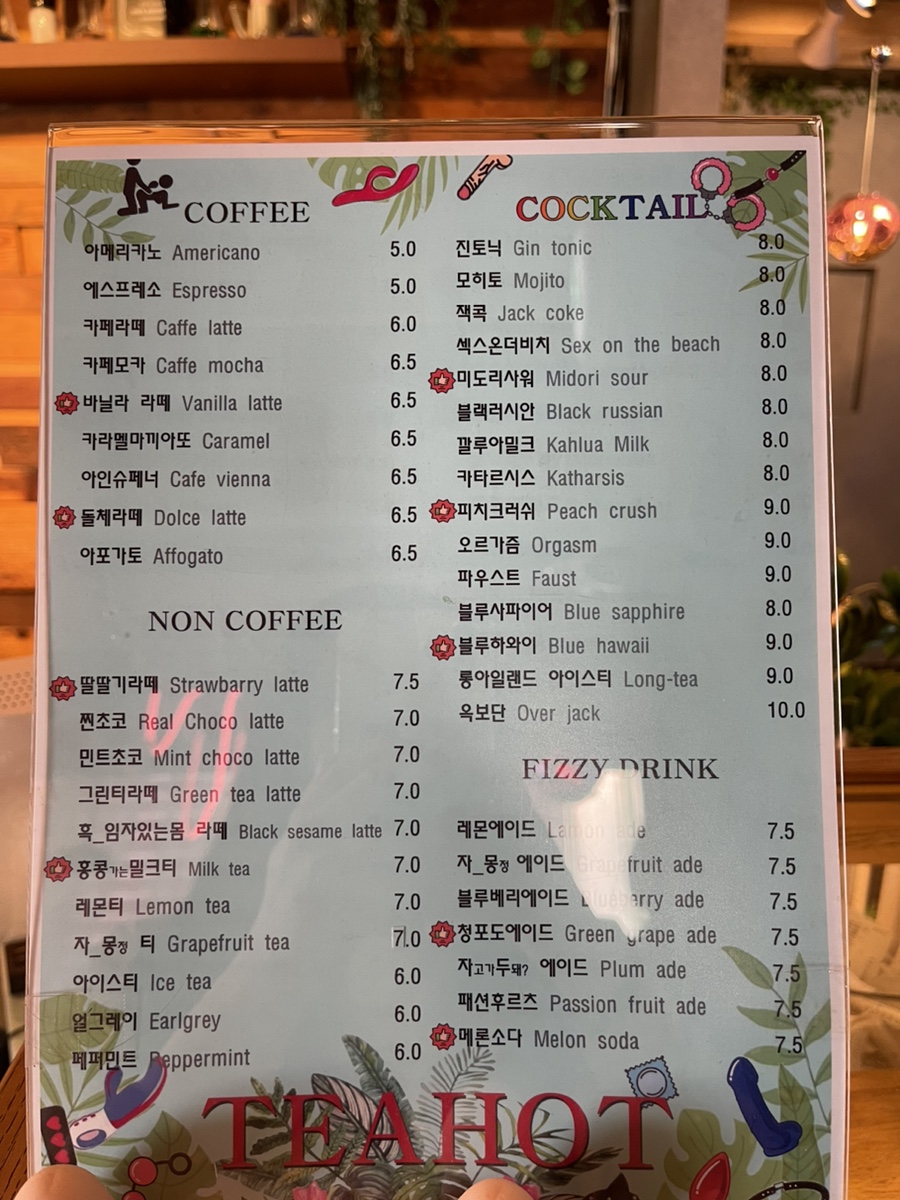 COFFEE
아메리카노 Americano 5.0
에스프레소 Espresso 5.0
카페라떼 Caffe latte 6.0
카페모카 Caffe mocha 6.5
바닐라 라떼 Vanilla latte 6.5
카라멜마끼아또 Caramel 6.5
아인슈페너 Cafe vienna 6.5
돌체라떼 Dolce latte 6.5
아포가토 Affogato 6.5
NON COFFEE
딸딸기라떼 Strawbarry latte 7.5
찐초코 Real Choco latte 7.0
민트초코 Mint choco latte 7.0
그린티라떼 Green tea latte 7.0
흑_임자있는몸 라떼 Black sesame latte 7.0
홍콩가는밀크티 Milk tea 7.0
레몬티 Lemon tea 7.0
자_몽정 티 Grapefruit tea 7.0
아이스티 Ice tea 6.0
얼그레이 Earlgrey 6.0
페퍼민트 Peppermint 6.0
COCKTAIL
진토닉 Gin tonic 8.0
모히토 Mojito 8.0
잭콕 Jack coke 8.0
섹스온더비치 Sex on the beach 8.0
미도리사워 Midori sour 8.0
블랙러시안 Black russian 8.0
깔루아밀크 Kahlua Milk 8.0
카타르시스 Katharsis 8.0
피치크러쉬 Peach crush 9.0
오르가즘 Orgasm 9.0
파우스트 Faust 9.0
블루사파이어 Blue sapphire 8.0
블루하와이 Blue hawaii 9.0
롱아일랜드 아이스티 Long-tea 9.0
옥보단 Over jack 10.0
FIZZY DRINK
레몬에이드 Lamon ade 7.5
자_몽정 에이드 Grapefruit ade 7.5
블루베리에이드 Blueberry ade 7.5
청포도에이드 Green grape ade 7.5
자고가두돼? 에이드 Plum ade 7.5
패션후르츠 Passion fruit ade 7.5
메론소다 Melon soda 7.5
TEAHOT